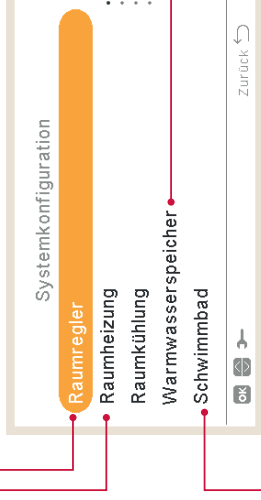 Systemkonfiguration
Raumregler
Raumheizung
Raumkühlung
Warmwasserspeicher
Schwimmbad
OK Zurück